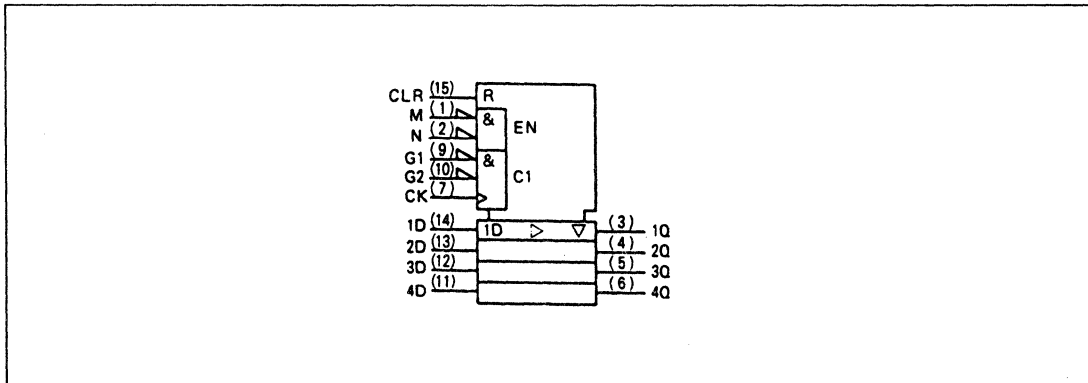 CLR (15) R
M (1) & EN
N (2)
G1 (9) & C1
G2 (10)
CK (7)
1D (14) 1D (3) 1Q
2D (13) (4) 2Q
3D (12) (5) 3Q
4D (11) (6) 4Q